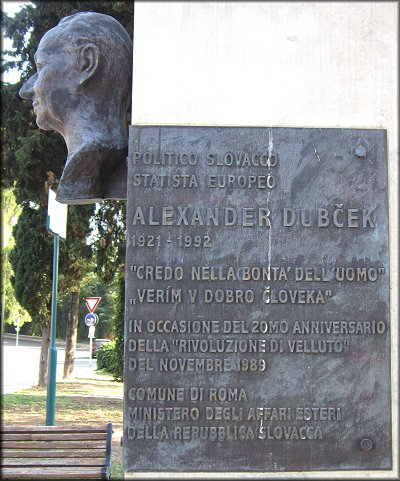 POLITICO SLOVACCO
STATISTA EUROPEO
ALEXANDER DUBČEK
1921 - 1992
"CREDO NELLA BONTA' DELL'UOMO"
„VERÍM V DOBRO ČLOVEKA"
IN OCCASIONE DEL 20MO ANNIVERSARIO
DELLA "RIVOLUZIONE DI VELLUTO"
DEL NOVEMBRE 1989
COMUNE DI ROMA
MINISTERO DEGLI AFFARI ESTERI
DELLA REPUBBLICA SLOVACCA